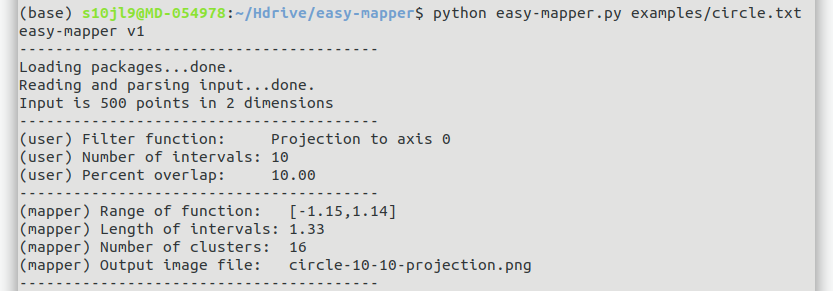 (base) s10jl9@MD-054978:~/Hdrive/easy-mapper$ python easy-mapper.py examples/circle.txt
easy-mapper v1
----------------------------------------
Loading packages...done.
Reading and parsing input...done.
Input is 500 points in 2 dimensions
----------------------------------------
(user) Filter function:     Projection to axis 0
(user) Number of intervals: 10
(user) Percent overlap:     10.00
----------------------------------------
(mapper) Range of function:   [-1.15,1.14]
(mapper) Length of intervals: 1.33
(mapper) Number of clusters:  16
(mapper) Output image file:   circle-10-10-projection.png
----------------------------------------